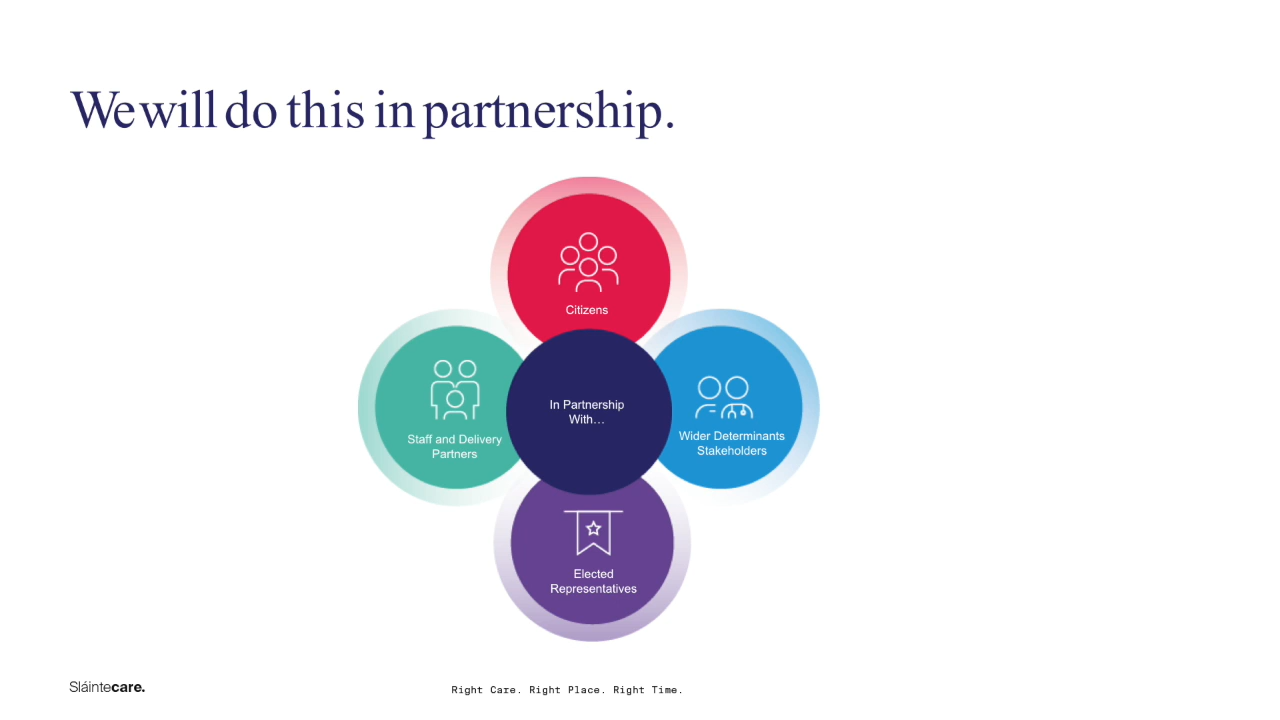 We will do this in partnership.
Citizens
In Partnership
With...
Staff and Delivery
Partners
Wider Determinants
Stakeholders
Elected
Representatives
Sláintecare.
Right Care. Right Place. Right Time.